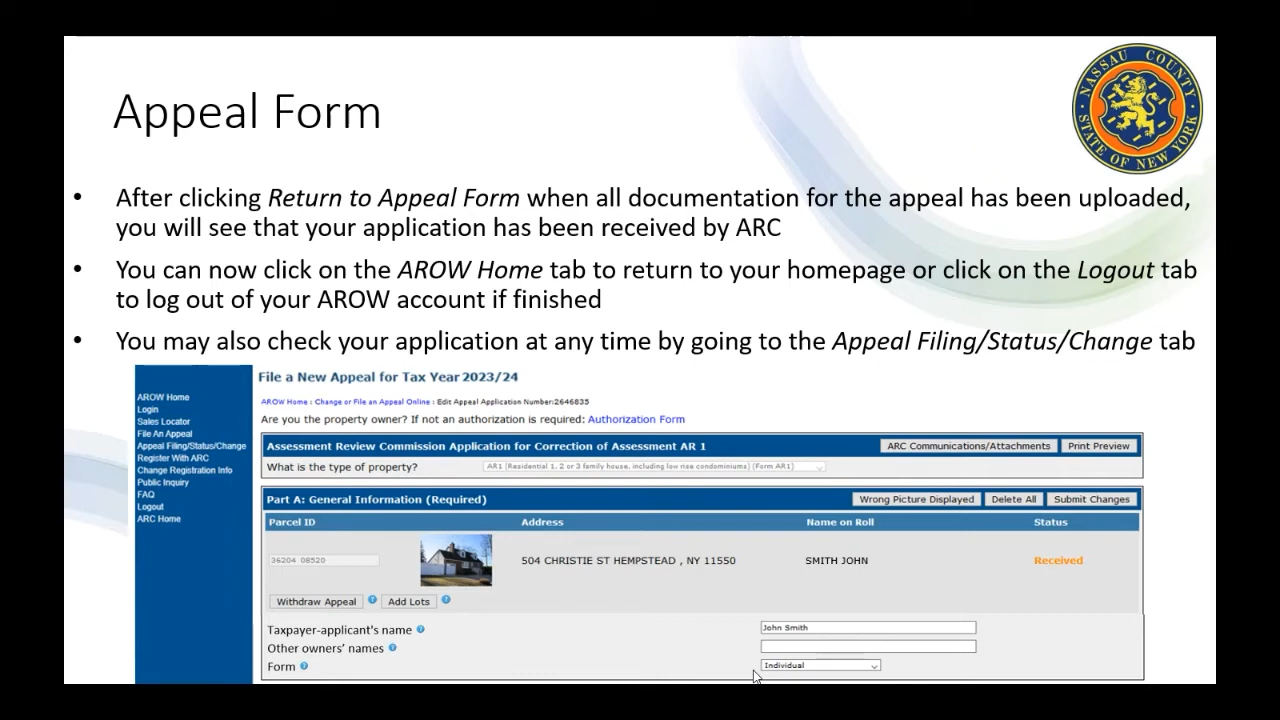 NASSAU COUNTY
STATE OF NEW YORK
Appeal Form
• After clicking Return to Appeal Form when all documentation for the appeal has been uploaded,
you will see that your application has been received by ARC
• You can now click on the AROW Home tab to return to your homepage or click on the Logout tab
to log out of your AROW account if finished
• You may also check your application at any time by going to the Appeal Filing/Status/Change tab
AROW Home
Login
Sales Locator
File An Appeal
Appeal Filing/Status/Change
Register With ARC
Change Registration Info
Public Inquiry
FAQ
Logout
ARC Home
File a New Appeal for Tax Year 2023/24
AROW Home : Change or File an Appeal Online : Edit Appeal Application Number:2646835
Are you the property owner? If not an authorization is required: Authorization Form
Assessment Review Commission Application for Correction of Assessment AR 1 ARC Communications/Attachments Print Preview
What is the type of property? AR1 (Residential 1, 2 or 3 family house, including low rise condominiums) (Form AR1)
Part A: General Information (Required) Wrong Picture Displayed Delete All Submit Changes
Parcel ID Address Name on Roll Status
36204 08520 504 CHRISTIE ST HEMPSTEAD , NY 11550 SMITH JOHN Received
Withdraw Appeal ? Add Lots ?
Taxpayer-applicant's name ? John Smith
Other owners' names ?
Form ? Individual